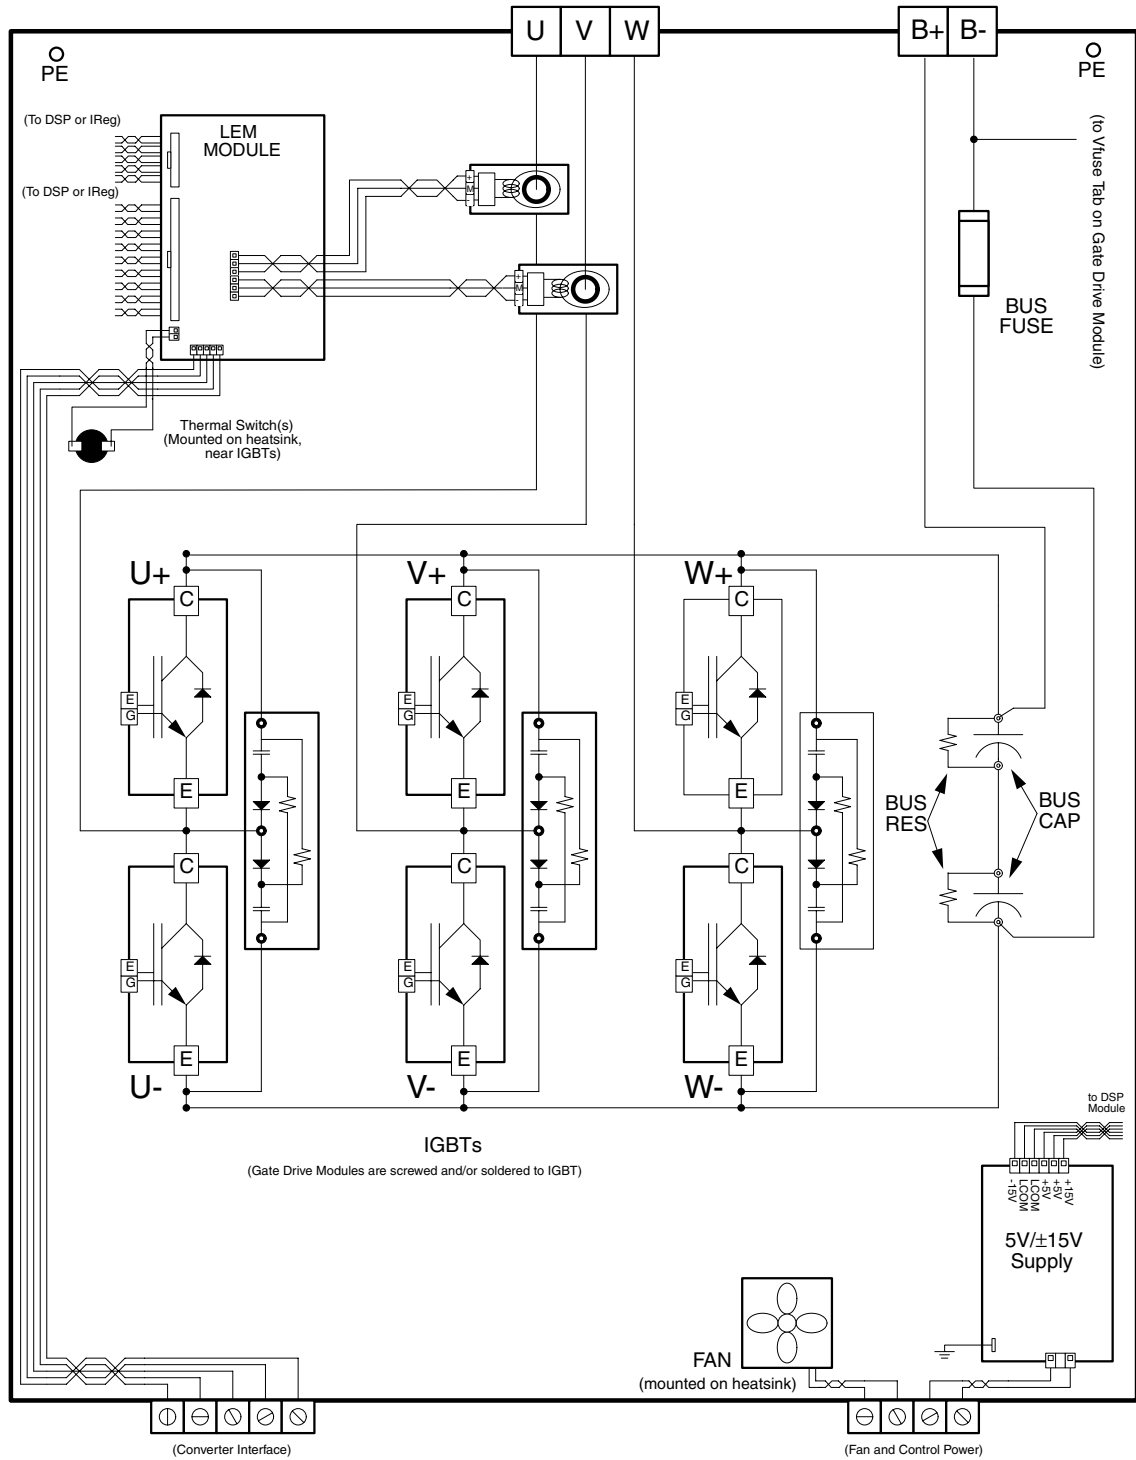 U V W B+ B-
PE
PE
(To DSP or IReg)
LEM
MODULE
(To DSP or IReg)
+
M
-
+
M
-
(to Vfuse Tab on Gate Drive Module)
BUS
FUSE
Thermal Switch(s)
(Mounted on heatsink,
near IGBTs)
U+ V+ W+
C C C
E E E
G G G
E E E
BUS
RES
BUS
CAP
C C C
E E E
G G G
E E E
U- V- W-
IGBTs
(Gate Drive Modules are screwed and/or soldered to IGBT)
to DSP
Module
-15V
LCOM
LCOM
+5V
+5V
+15V
5V/±15V
Supply
FAN
(mounted on heatsink)
(Converter Interface)
(Fan and Control Power)